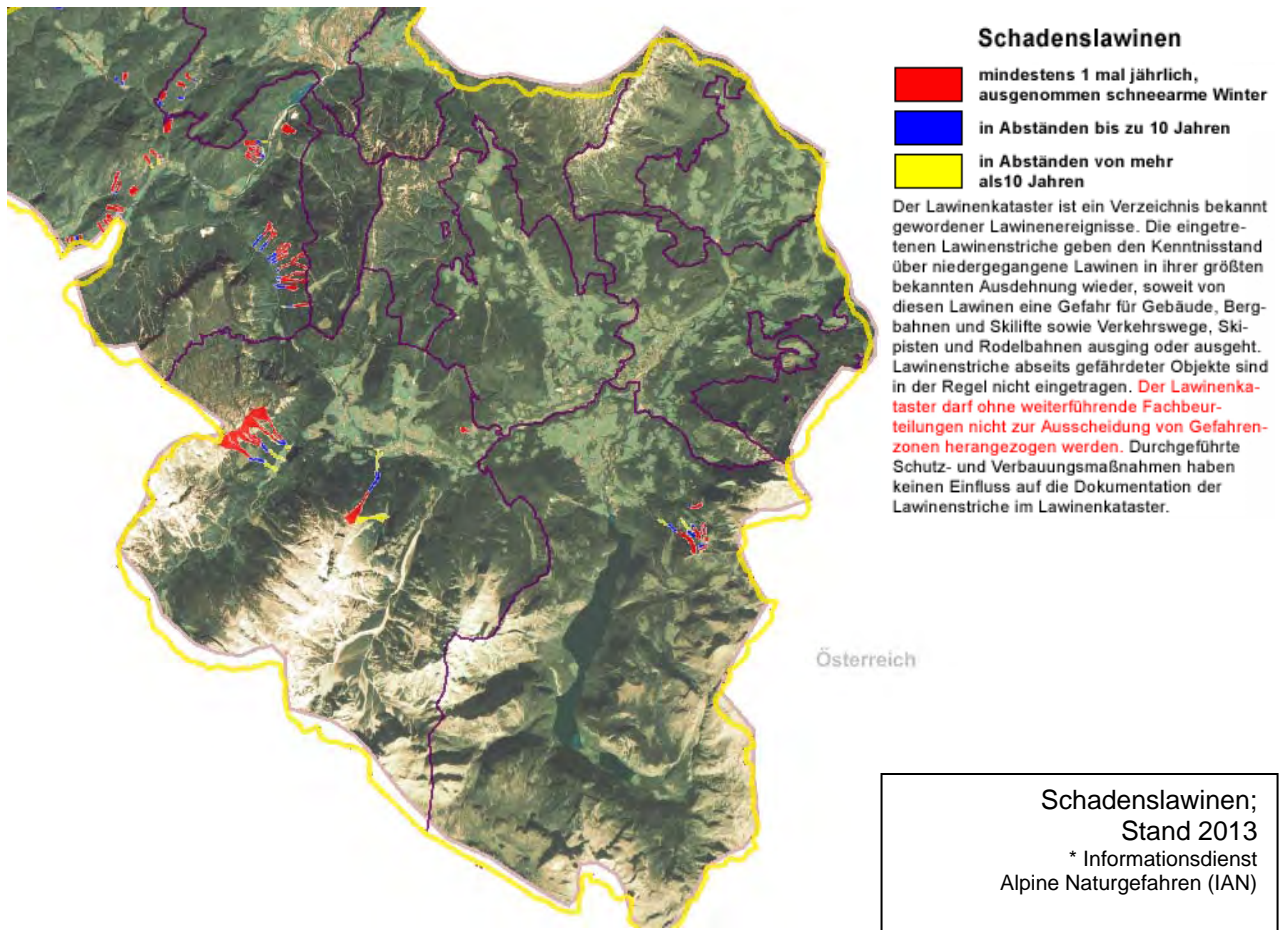 Schadenslawinen
mindestens 1 mal jährlich,
ausgenommen schneearme Winter
in Abständen bis zu 10 Jahren
in Abständen von mehr
als10 Jahren
Der Lawinenkataster ist ein Verzeichnis bekannt
gewordener Lawinenereignisse. Die eingetre-
tenen Lawinenstriche geben den Kenntnisstand
über niedergegangene Lawinen in ihrer größten
bekannten Ausdehnung wieder, soweit von
diesen Lawinen eine Gefahr für Gebäude, Berg-
bahnen und Skilifte sowie Verkehrswege, Ski-
pisten und Rodelbahnen ausging oder ausgeht.
Lawinenstriche abseits gefährdeter Objekte sind
in der Regel nicht eingetragen. Der Lawinenka-
taster darf ohne weiterführende Fachbeur-
teilungen nicht zur Ausscheidung von Gefahren-
zonen herangezogen werden. Durchgeführte
Schutz- und Verbauungsmaßnahmen haben
keinen Einfluss auf die Dokumentation der
Lawinenstriche im Lawinenkataster.
Österreich
Schadenslawinen;
Stand 2013
* Informationsdienst
Alpine Naturgefahren (IAN)